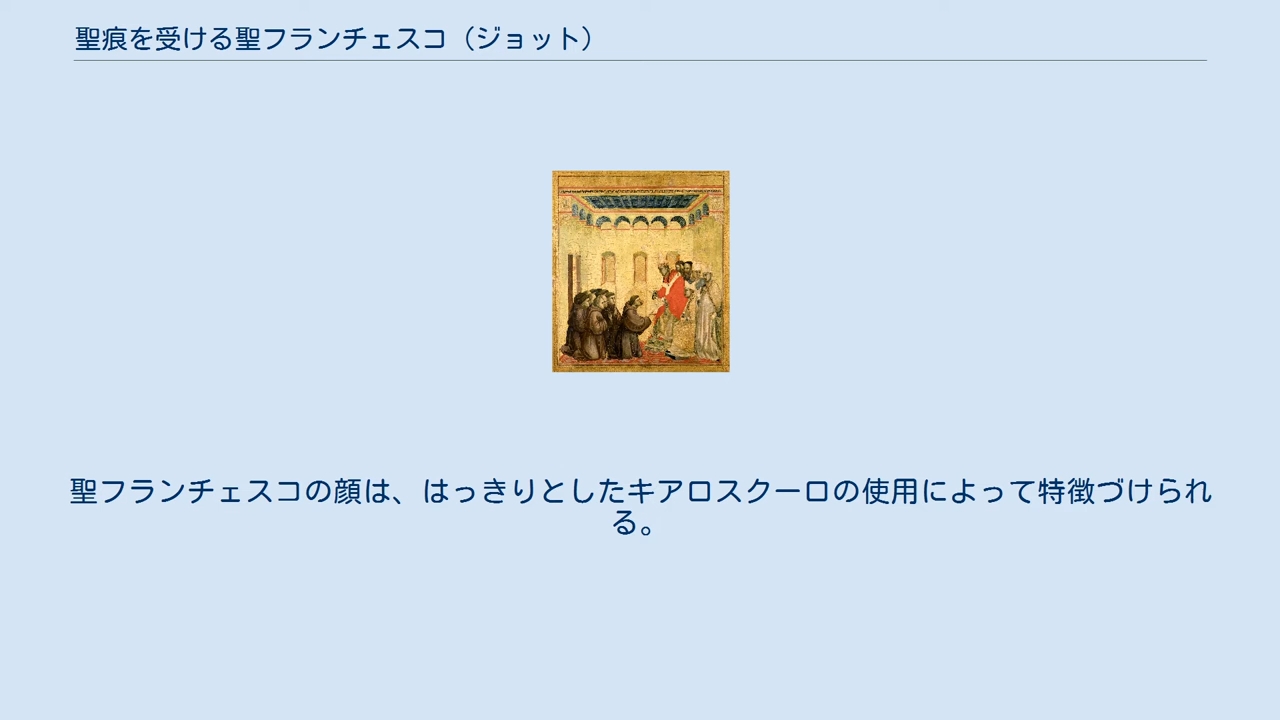 聖痕を受ける聖フランチェスコ（ジョット）
聖フランチェスコの顔は、はっきりとしたキアロスクーロの使用によって特徴づけられ
る。